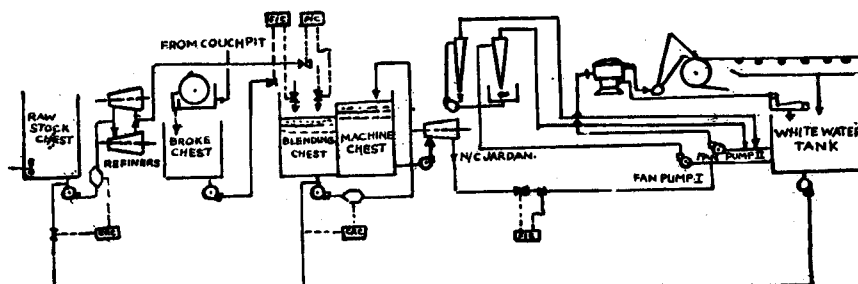 FROM COUCHPIT
RAW
STOCK
CHEST
REFINERS
BROKE
CHEST
BLENDING
CHEST
MACHINE
CHEST
N/C JARDAN.
FAN PUMP I
PUMP II
WHITE WATER
TANK